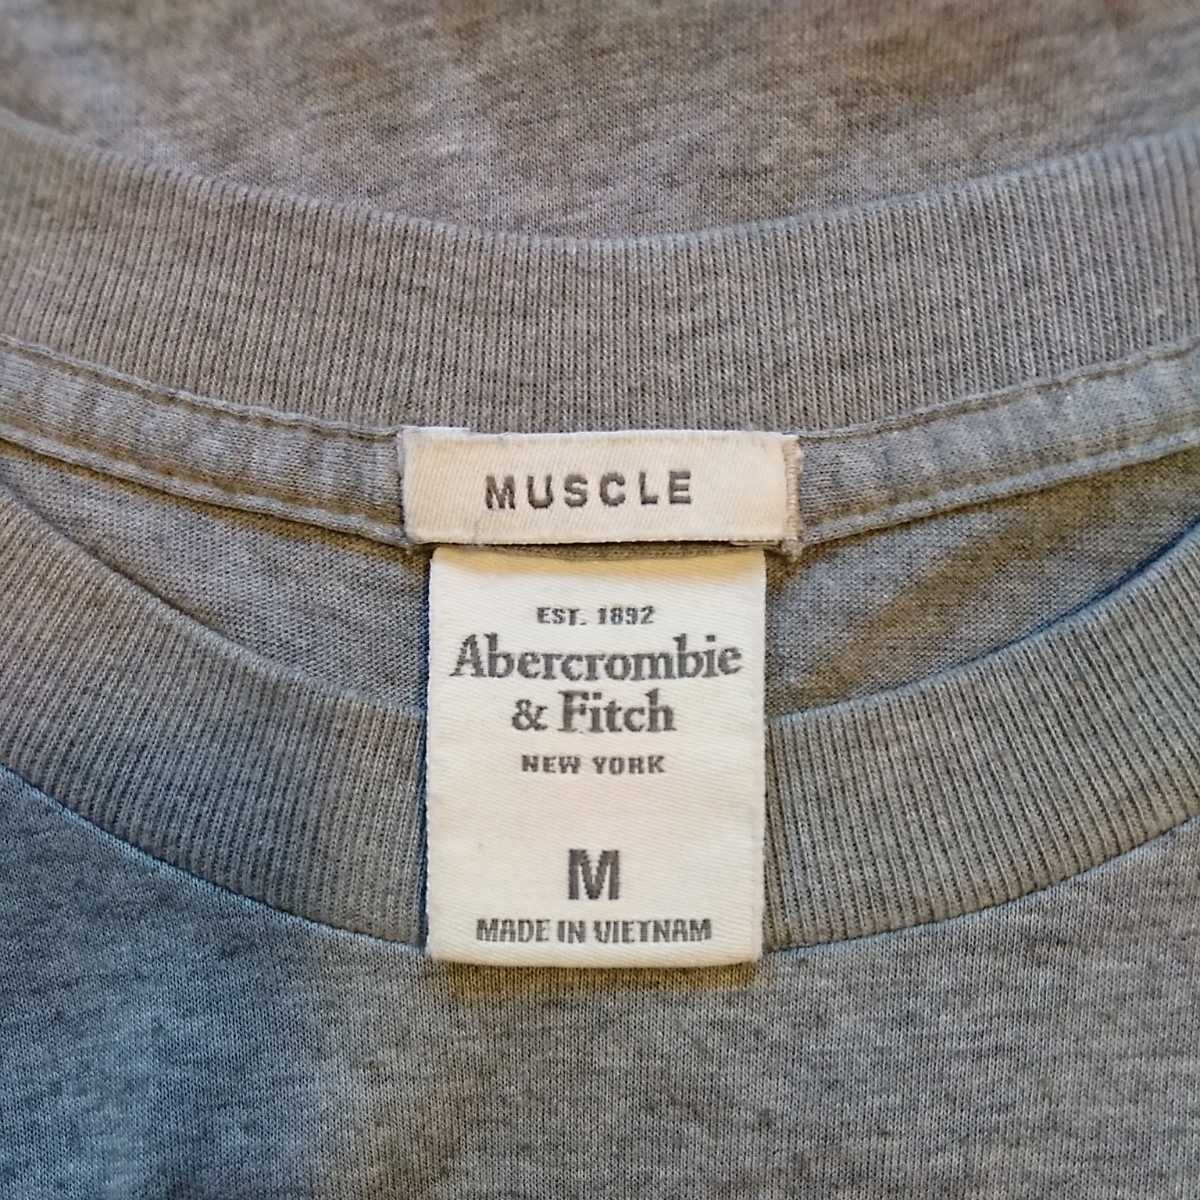 MUSCLE
EST. 1892
Abercrombie
& Fitch
NEW YORK
M
MADE IN VIETNAM